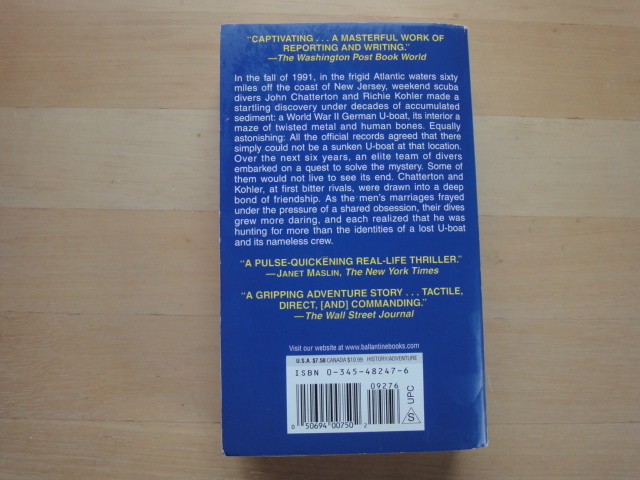 "CAPTIVATING . . . A MASTERFUL WORK OF
REPORTING AND WRITING."
—The Washington Post Book World
In the fall of 1991, in the frigid Atlantic waters sixty
miles off the coast of New Jersey, weekend scuba
divers John Chatterton and Richie Kohler made a
startling discovery under decades of accumulated
sediment: a World War II German U-boat, its interior a
maze of twisted metal and human bones. Equally
astonishing: All the official records agreed that there
simply could not be a sunken U-boat at that location.
Over the next six years, an elite team of divers
embarked on a quest to solve the mystery. Some of
them would not live to see its end. Chatterton and
Kohler, at first bitter rivals, were drawn into a deep
bond of friendship. As the men's marriages frayed
under the pressure of a shared obsession, their dives
grew more daring, and each realized that he was
hunting for more than the identities of a lost U-boat
and its nameless crew.
"A PULSE-QUICKENING REAL-LIFE THRILLER."
—JANET MASLIN, The New York Times
"A GRIPPING ADVENTURE STORY . . . TACTILE,
DIRECT, [AND] COMMANDING."
—The Wall Street Journal
Visit our website at www.ballantinebooks.com
U.S.A $7.50 CANADA $10.99 HISTORY/ADVENTURE
ISBN 0-345-48247-6
09276
0 50694 00750 2
S UPC